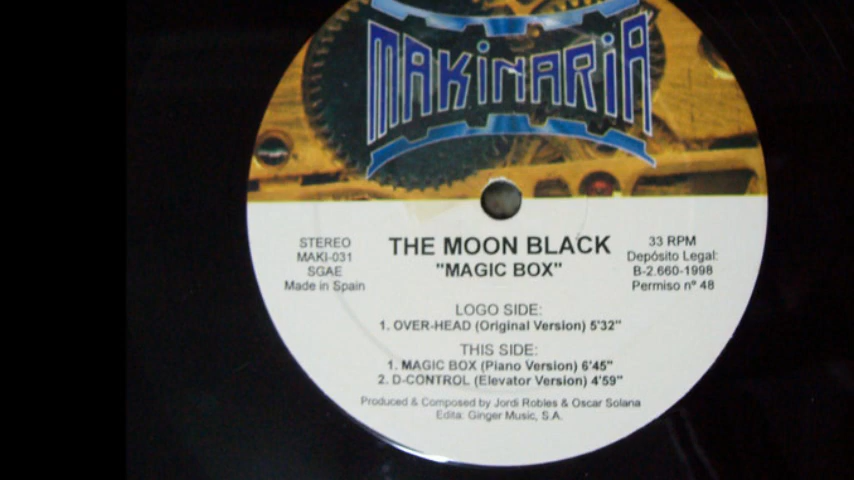 MAKINARIA
STEREO
MAKI-031
SGAE
Made in Spain
THE MOON BLACK
"MAGIC BOX"
33 RPM
Depósito Legal:
B-2.660-1998
Permiso nº 48
LOGO SIDE:
1. OVER-HEAD (Original Version) 5'32"
THIS SIDE:
1. MAGIC BOX (Piano Version) 6'45"
2. D-CONTROL (Elevator Version) 4'59"
Produced & Composed by Jordi Robles & Oscar Solana
Edita: Ginger Music, S.A.